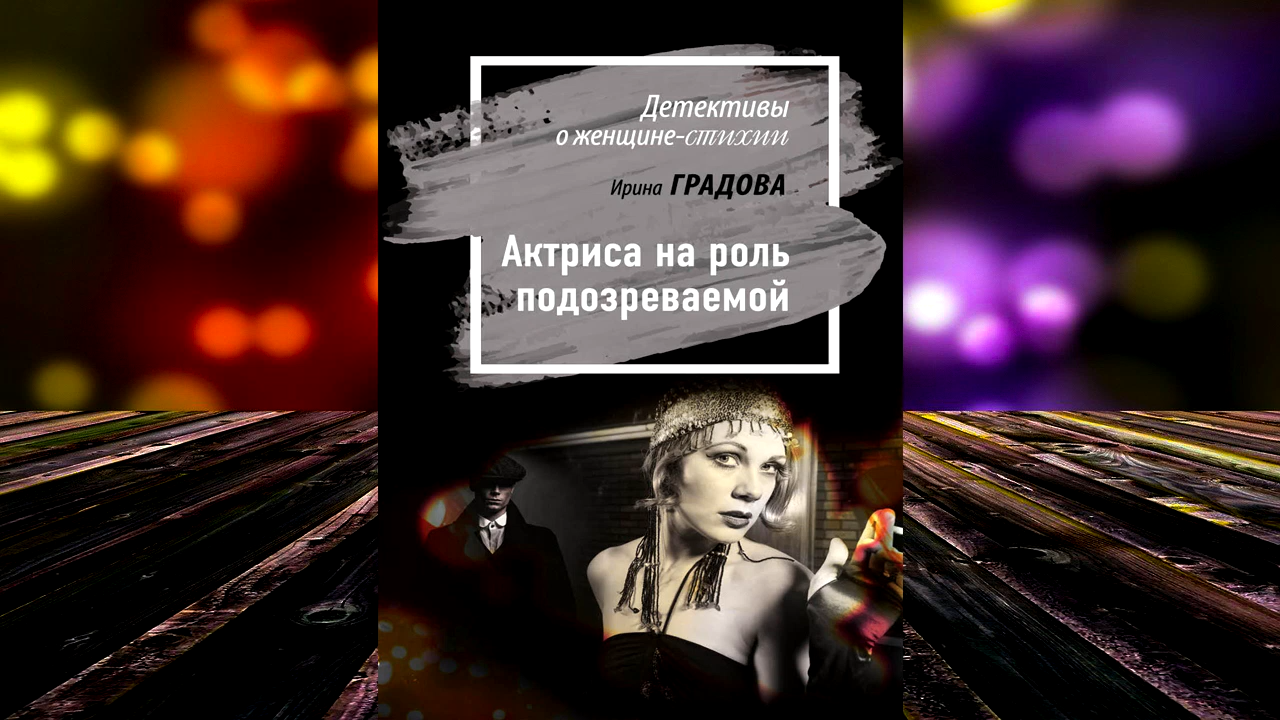 Детективы
о женщине-стихии
Ирина ГРАДОВА
Актриса на роль
подозреваемой